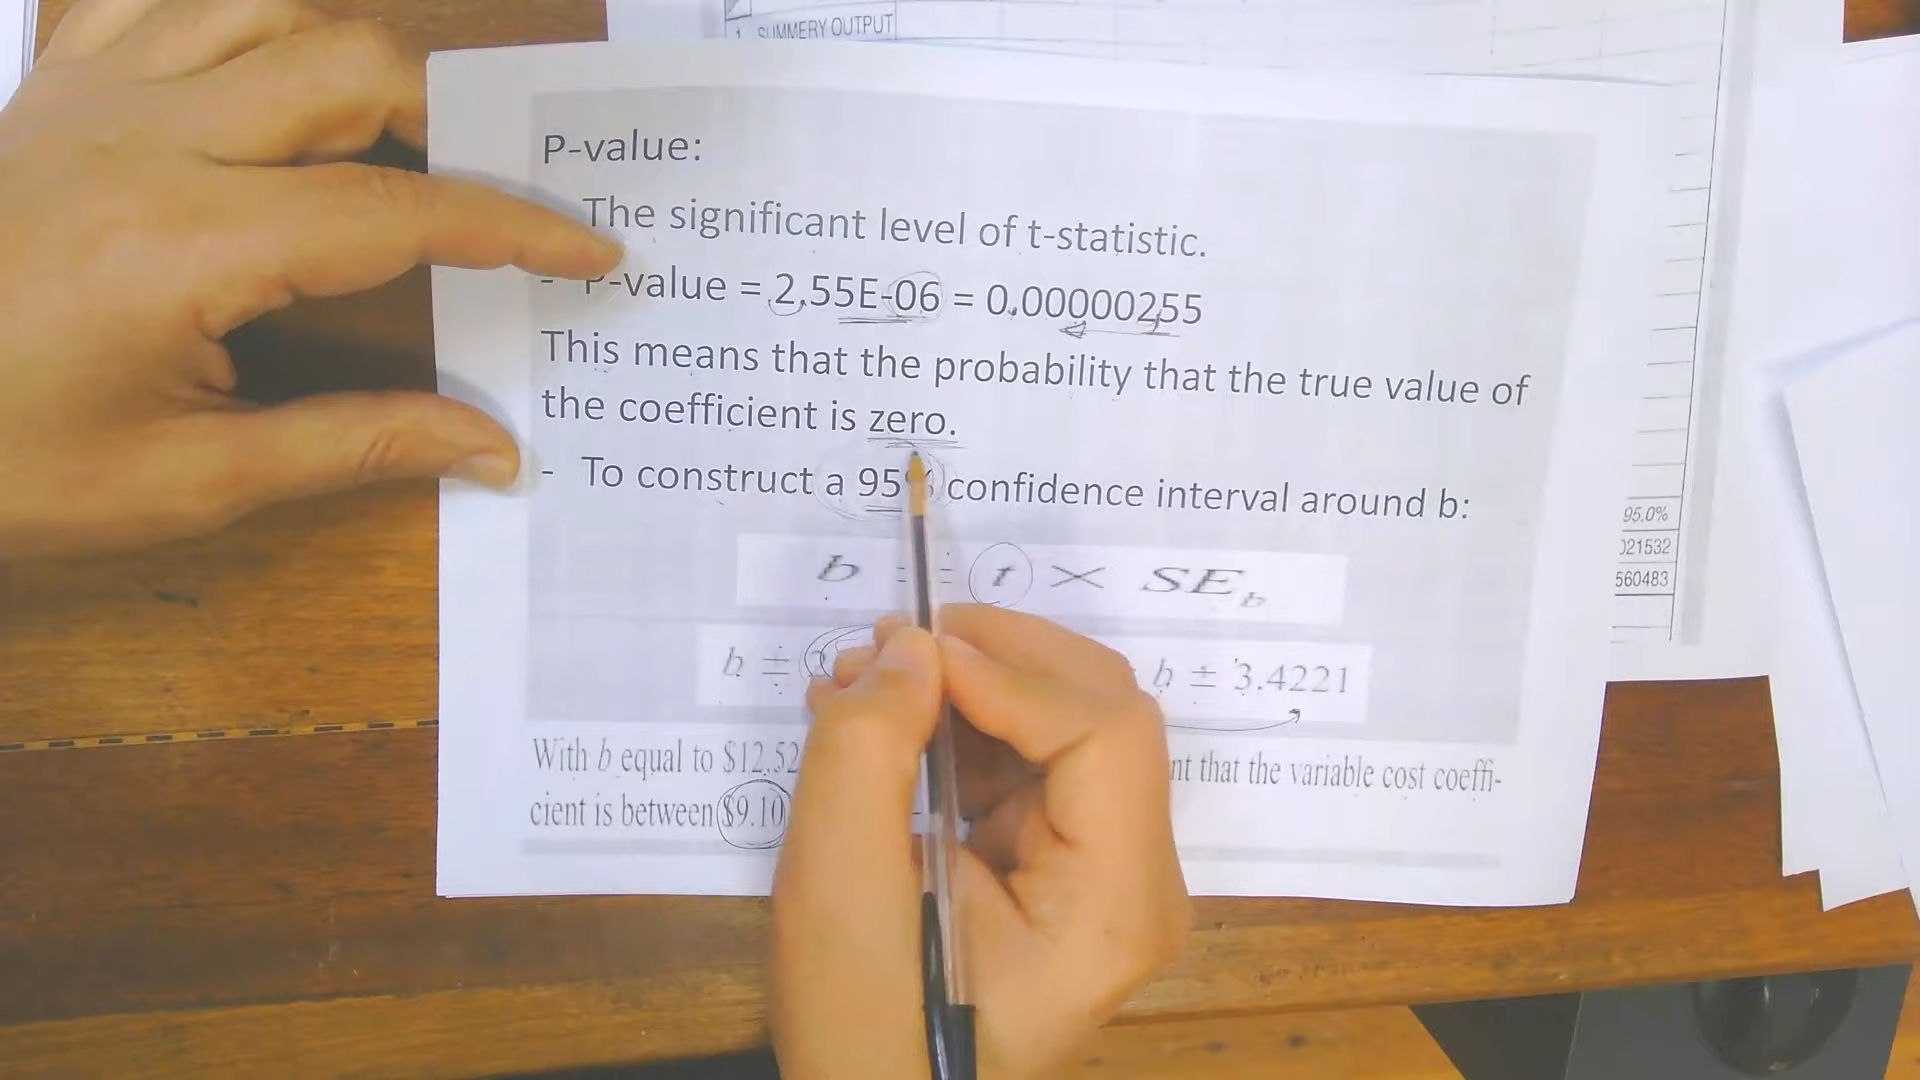 1 SUMMERY OUTPUT
P-value:
The significant level of t-statistic.
- P-value = 2.55E-06 = 0.00000255
This means that the probability that the true value of
the coefficient is zero.
- To construct a 95% confidence interval around b:
b ± t × SEb
b ± b ± 3.4221
With b equal to $12.52 that the variable cost coeffi-
cient is between $9.10
95.0%
021532
560483